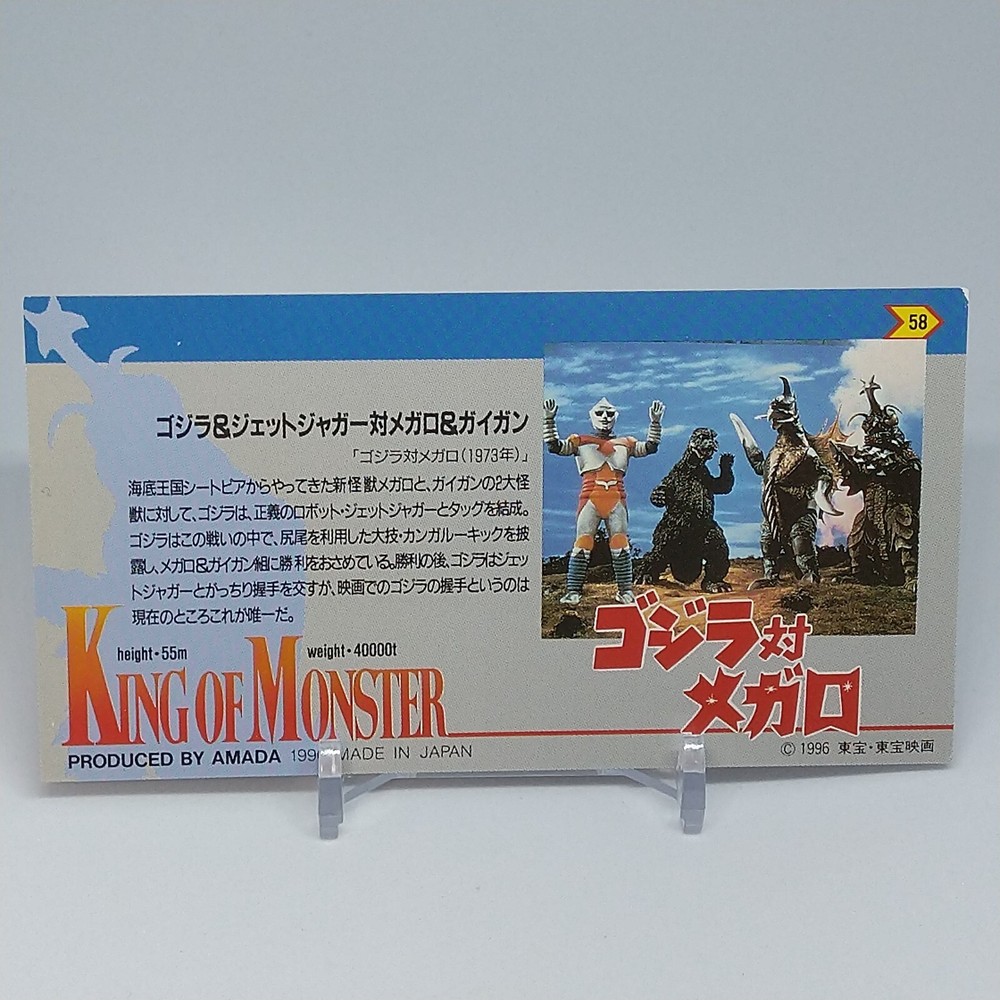 58
ゴジラ&ジェットジャガー対メガロ&ガイガン
「ゴジラ対メガロ(1973年)」
海底王国シートピアからやってきた新怪獣メガロと、ガイガンの2大怪
獣に対して、ゴジラは、正義のロボット・ジェットジャガーとタッグを結成。
ゴジラはこの戦いの中で、尻尾を利用した大技・カンガルーキックを披
露し、メガロ&ガイガン組に勝利をおさめている。勝利の後、ゴジラはジェッ
トジャガーとがっちり握手を交すが、映画でのゴジラの握手というのは
現在のところこれが唯一だ。
height・55m weight・40000t
KING OF MONSTER
ゴジラ対
メガロ
PRODUCED BY AMADA 1996 MADE IN JAPAN
© 1996 東宝・東宝映画